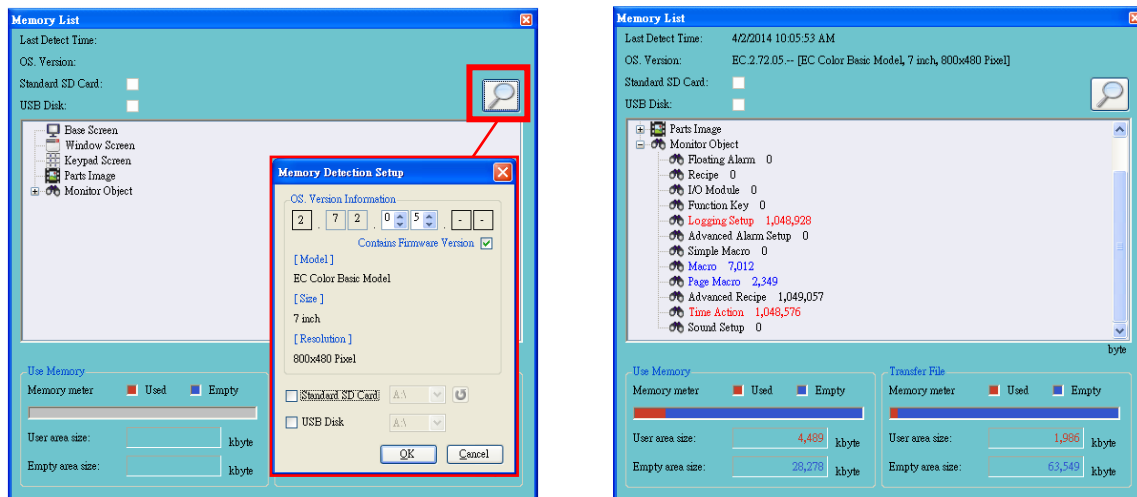 Memory List
Last Detect Time:
OS. Version:
Standard SD Card:
USB Disk:
Base Screen
Window Screen
Keypad Screen
Parts Image
Monitor Object
Use Memory
Memory meter Used Empty
User area size: kbyte
Empty area size: kbyte
Memory Detection Setup
OS. Version Information
2 . 7 2 . 0 5 . - -
Contains Firmware Version
[ Model ]
EC Color Basic Model
[ Size ]
7 inch
[ Resolution ]
800x480 Pixel
Standard SD Card A:\
USB Disk A:\
OK Cancel
Memory List
Last Detect Time: 4/2/2014 10:05:53 AM
OS. Version: EC.2.72.05.-- [EC Color Basic Model, 7 inch, 800x480 Pixel]
Standard SD Card:
USB Disk:
Parts Image
Monitor Object
Floating Alarm 0
Recipe 0
I/O Module 0
Function Key 0
Logging Setup 1,048,928
Advanced Alarm Setup 0
Simple Macro 0
Macro 7,012
Page Macro 2,349
Advanced Recipe 1,049,057
Time Action 1,048,576
Sound Setup 0
byte
Use Memory
Memory meter Used Empty
User area size: 4,489 kbyte
Empty area size: 28,278 kbyte
Transfer File
Memory meter Used Empty
User area size: 1,986 kbyte
Empty area size: 63,549 kbyte